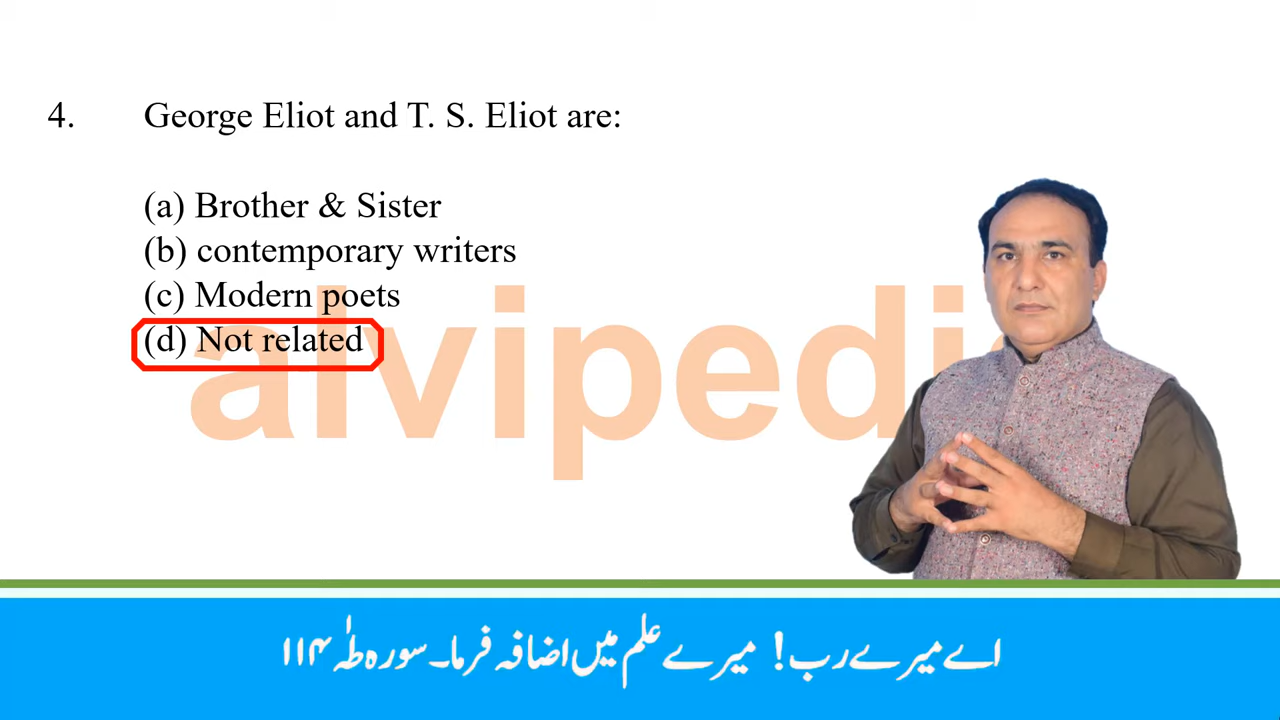 4. George Eliot and T. S. Eliot are:
(a) Brother & Sister
(b) contemporary writers
(c) Modern poets
(d) Not related
alvipedi
اے میرے رب! میرے علم میں اضافہ فرما۔ سورہ طٰہٰ ۱۱۴